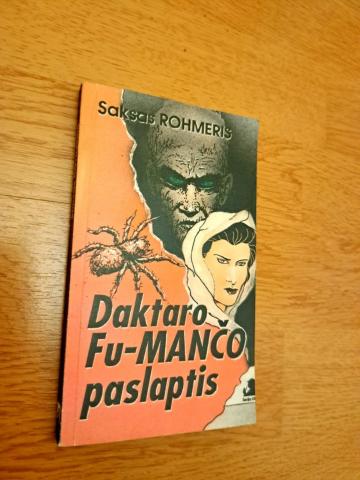 Saksas ROHMERIS
Daktaro
Fu-MANČO
paslaptis